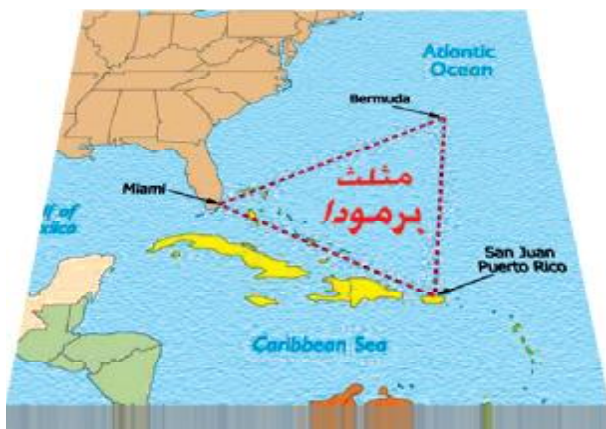 Atlantic
Ocean
Bermuda
مثلث
برمودا
Miami
San Juan
Puerto Rico
Caribbean Sea